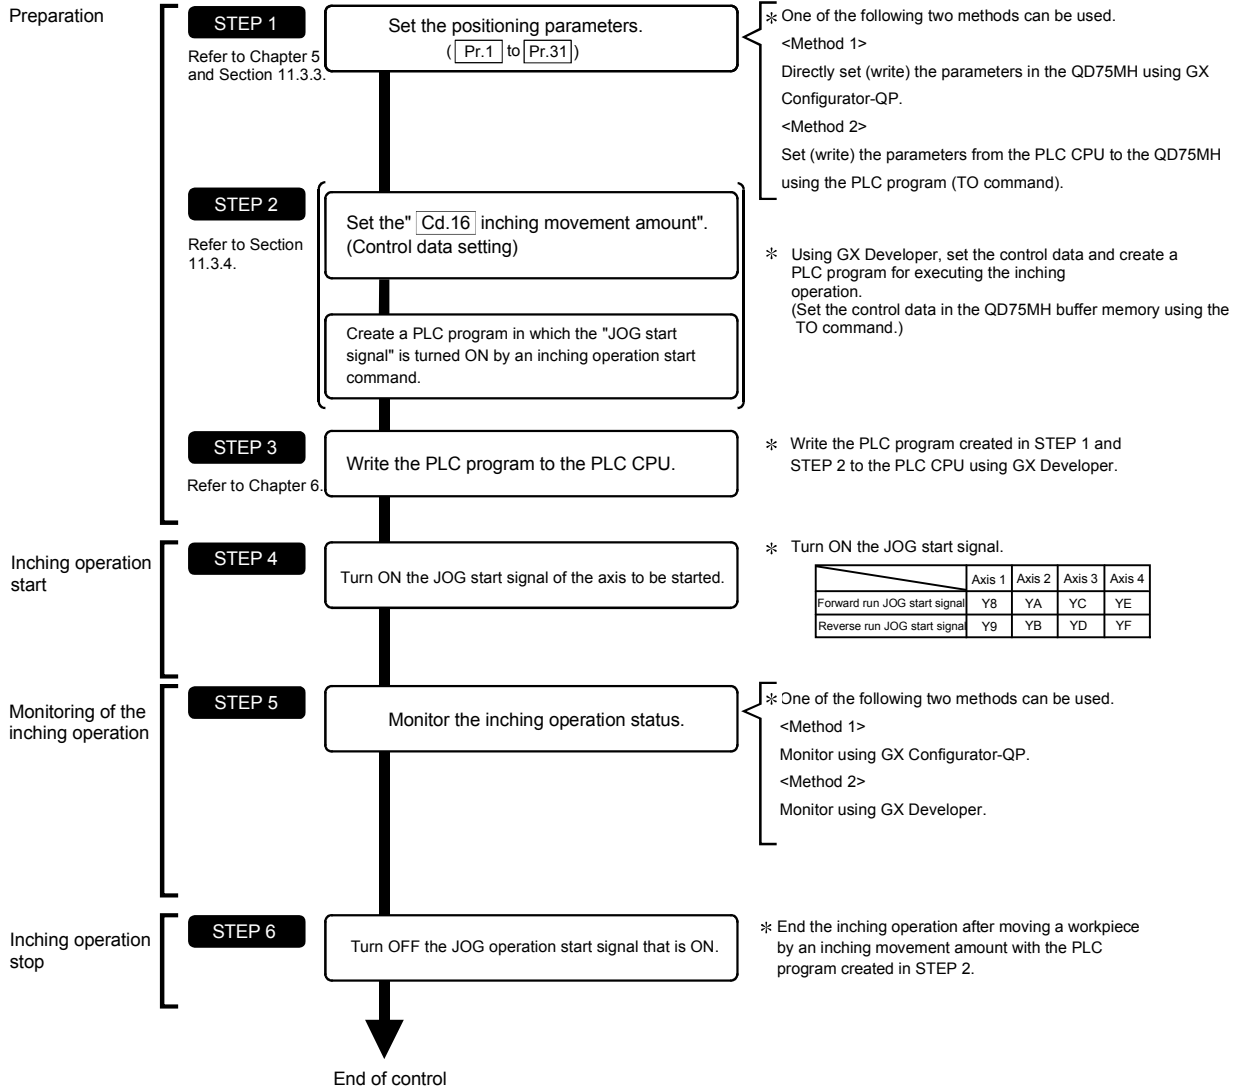 Preparation
STEP 1
Refer to Chapter 5
and Section 11.3.3.
Set the positioning parameters.
( Pr.1 to Pr.31 )
* One of the following two methods can be used.
<Method 1>
Directly set (write) the parameters in the QD75MH using GX
Configurator-QP.
<Method 2>
Set (write) the parameters from the PLC CPU to the QD75MH
using the PLC program (TO command).
STEP 2
Refer to Section
11.3.4.
Set the" Cd.16 inching movement amount".
(Control data setting)
Create a PLC program in which the "JOG start
signal" is turned ON by an inching operation start
command.
* Using GX Developer, set the control data and create a
PLC program for executing the inching
operation.
(Set the control data in the QD75MH buffer memory using the
TO command.)
STEP 3
Refer to Chapter 6.
Write the PLC program to the PLC CPU.
* Write the PLC program created in STEP 1 and
STEP 2 to the PLC CPU using GX Developer.
Inching operation
start
STEP 4
Turn ON the JOG start signal of the axis to be started.
* Turn ON the JOG start signal.
Axis 1 Axis 2 Axis 3 Axis 4
Forward run JOG start signal Y8 YA YC YE
Reverse run JOG start signal Y9 YB YD YF
Monitoring of the
inching operation
STEP 5
Monitor the inching operation status.
* One of the following two methods can be used.
<Method 1>
Monitor using GX Configurator-QP.
<Method 2>
Monitor using GX Developer.
Inching operation
stop
STEP 6
Turn OFF the JOG operation start signal that is ON.
* End the inching operation after moving a workpiece
by an inching movement amount with the PLC
program created in STEP 2.
End of control